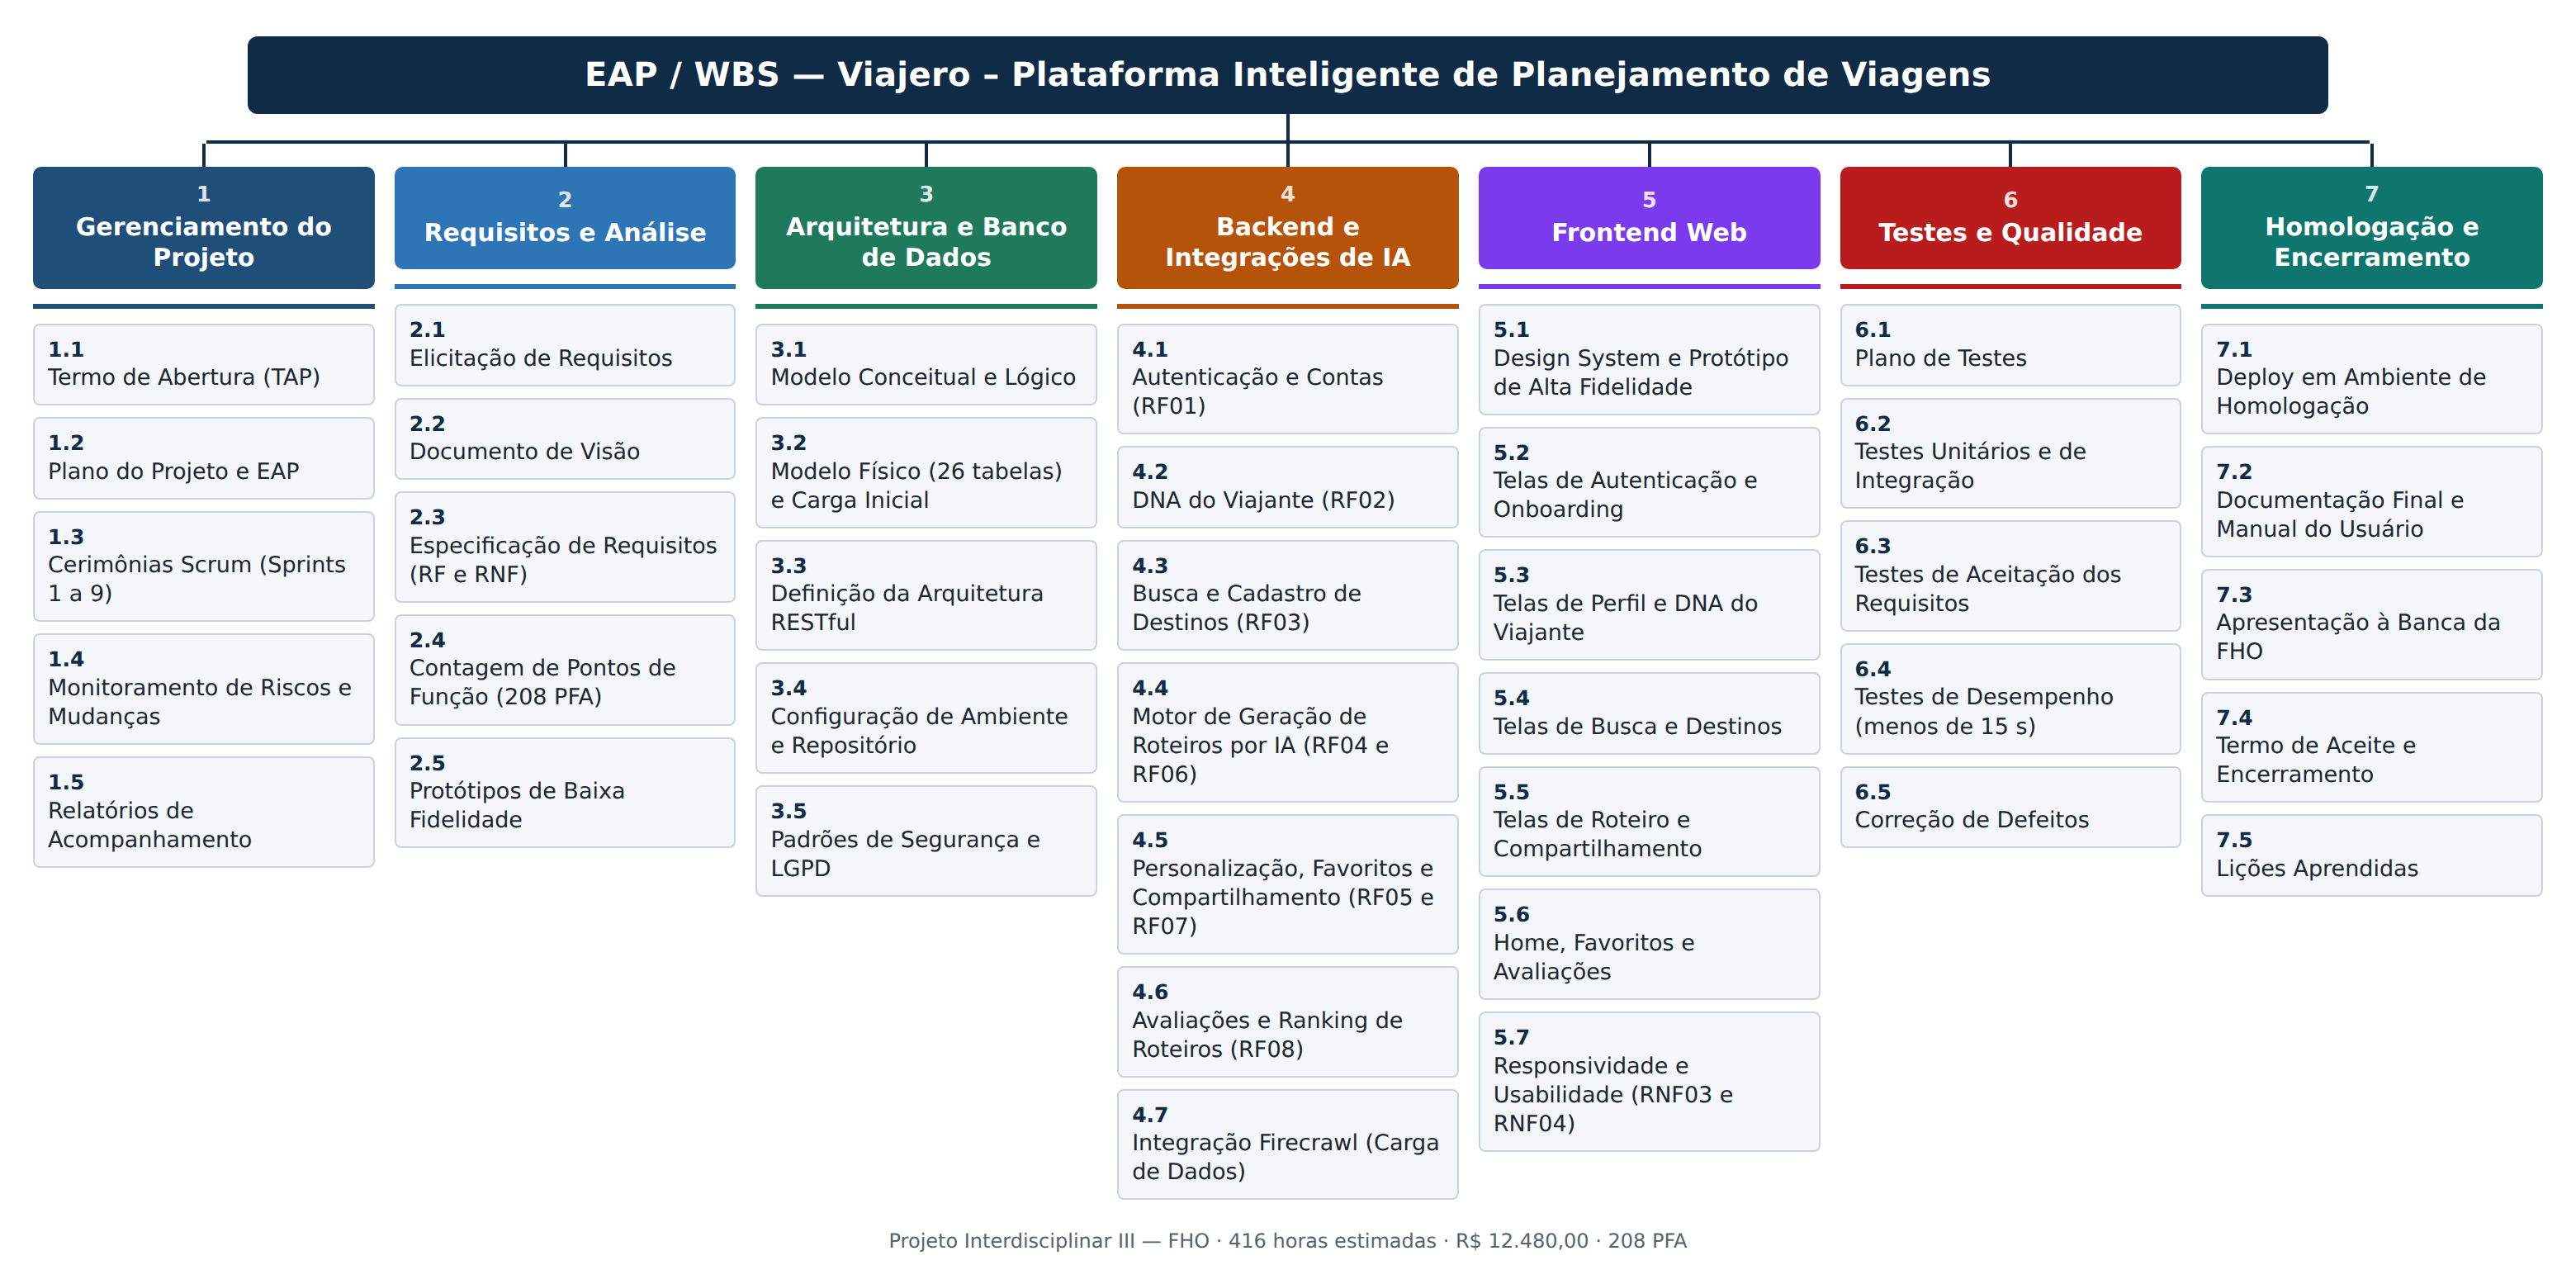 EAP / WBS — Viajero – Plataforma Inteligente de Planejamento de Viagens
1
Gerenciamento do
Projeto
1.1
Termo de Abertura (TAP)
1.2
Plano do Projeto e EAP
1.3
Cerimônias Scrum (Sprints
1 a 9)
1.4
Monitoramento de Riscos e
Mudanças
1.5
Relatórios de
Acompanhamento
2
Requisitos e Análise
2.1
Elicitação de Requisitos
2.2
Documento de Visão
2.3
Especificação de Requisitos
(RF e RNF)
2.4
Contagem de Pontos de
Função (208 PFA)
2.5
Protótipos de Baixa
Fidelidade
3
Arquitetura e Banco
de Dados
3.1
Modelo Conceitual e Lógico
3.2
Modelo Físico (26 tabelas)
e Carga Inicial
3.3
Definição da Arquitetura
RESTful
3.4
Configuração de Ambiente
e Repositório
3.5
Padrões de Segurança e
LGPD
4
Backend e
Integrações de IA
4.1
Autenticação e Contas
(RF01)
4.2
DNA do Viajante (RF02)
4.3
Busca e Cadastro de
Destinos (RF03)
4.4
Motor de Geração de
Roteiros por IA (RF04 e
RF06)
4.5
Personalização, Favoritos e
Compartilhamento (RF05 e
RF07)
4.6
Avaliações e Ranking de
Roteiros (RF08)
4.7
Integração Firecrawl (Carga
de Dados)
5
Frontend Web
5.1
Design System e Protótipo
de Alta Fidelidade
5.2
Telas de Autenticação e
Onboarding
5.3
Telas de Perfil e DNA do
Viajante
5.4
Telas de Busca e Destinos
5.5
Telas de Roteiro e
Compartilhamento
5.6
Home, Favoritos e
Avaliações
5.7
Responsividade e
Usabilidade (RNF03 e
RNF04)
6
Testes e Qualidade
6.1
Plano de Testes
6.2
Testes Unitários e de
Integração
6.3
Testes de Aceitação dos
Requisitos
6.4
Testes de Desempenho
(menos de 15 s)
6.5
Correção de Defeitos
7
Homologação e
Encerramento
7.1
Deploy em Ambiente de
Homologação
7.2
Documentação Final e
Manual do Usuário
7.3
Apresentação à Banca da
FHO
7.4
Termo de Aceite e
Encerramento
7.5
Lições Aprendidas
Projeto Interdisciplinar III — FHO · 416 horas estimadas · R$ 12.480,00 · 208 PFA